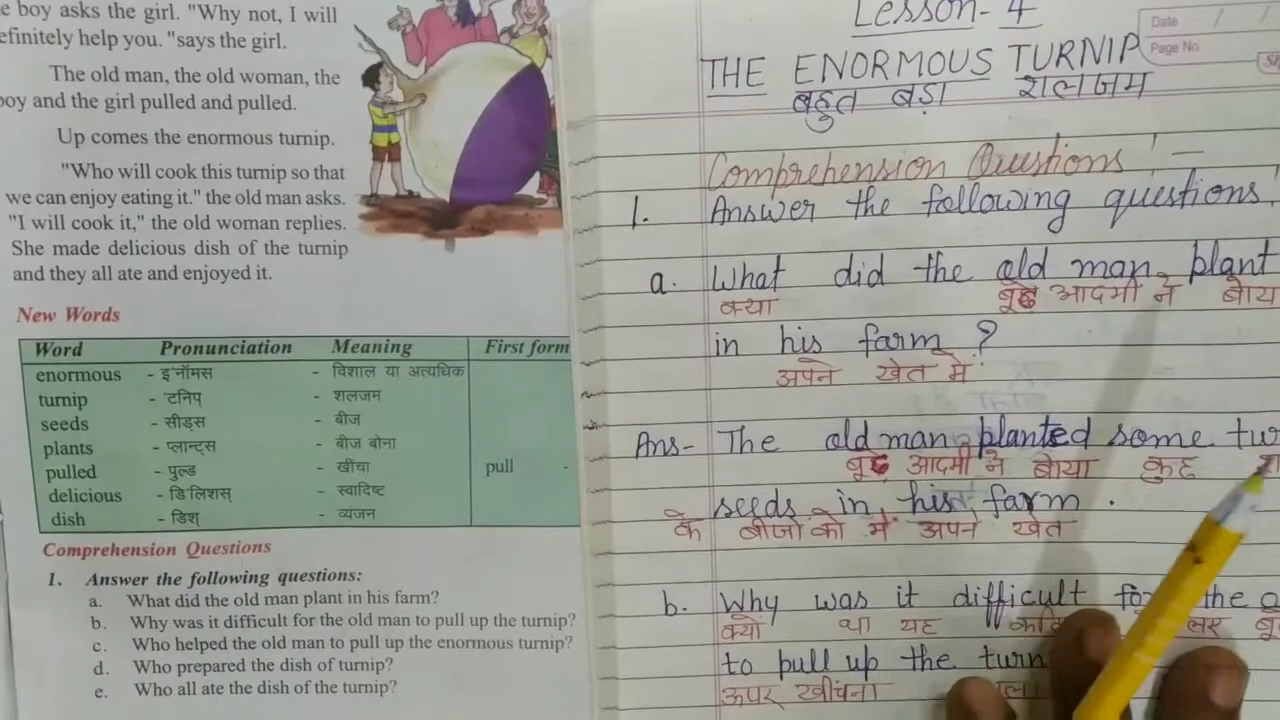 e boy asks the girl. "Why not, I will
efinitely help you. "says the girl.
The old man, the old woman, the
boy and the girl pulled and pulled.
Up comes the enormous turnip.
"Who will cook this turnip so that
we can enjoy eating it." the old man asks.
"I will cook it," the old woman replies.
She made delicious dish of the turnip
and they all ate and enjoyed it.
New Words
Word Pronunciation Meaning First form
enormous - इ'नॉमस - विशाल या अत्यधिक
turnip - 'टनिप् - शलजम
seeds - सीड्स - बीज
plants - प्लान्ट्स - बीज बोना
pulled - पुल्ड - खींचा pull -
delicious - डि'लिशस् - स्वादिष्ट
dish - डिश् - व्यंजन
Comprehension Questions
1. Answer the following questions:
a. What did the old man plant in his farm?
b. Why was it difficult for the old man to pull up the turnip?
c. Who helped the old man to pull up the enormous turnip?
d. Who prepared the dish of turnip?
e. Who all ate the dish of the turnip?
Lesson- 4
Date / /
Page No.
THE ENORMOUS TURNIP
बहुत बड़ा शलजम
Comprehension Questions :-
1. Answer the following questions.
a. What did the old man plant
क्या बूढ़े आदमी ने बोया
in his farm ?
अपने खेत में
Ans- The old man planted some tur
बूढ़े आदमी ने बोया कुछ
seeds in his farm.
के बीजों को में अपने खेत
b. Why was it difficult for the
क्यों था यह
to pull up the turn
ऊपर खींचना